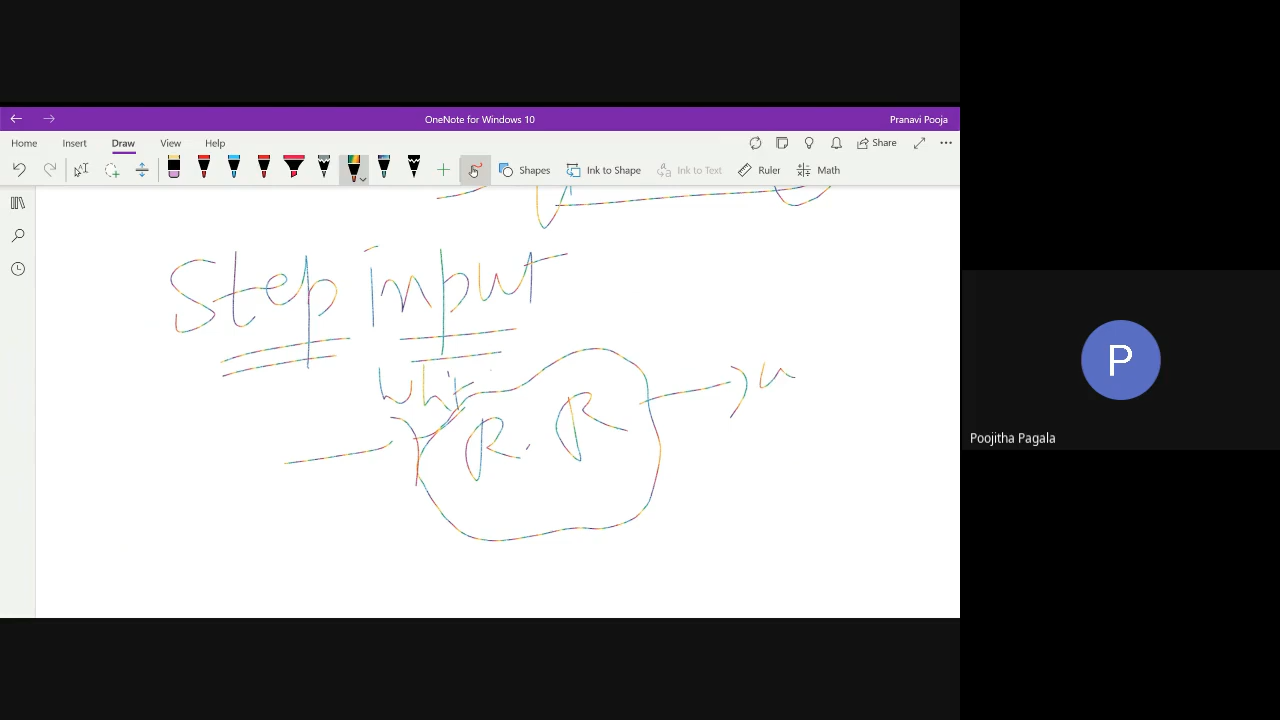 OneNote for Windows 10
Pranavi Pooja
Home Insert Draw View Help
Share
Shapes Ink to Shape Ink to Text Ruler Math
Step input
R.R
P
Poojitha Pagala